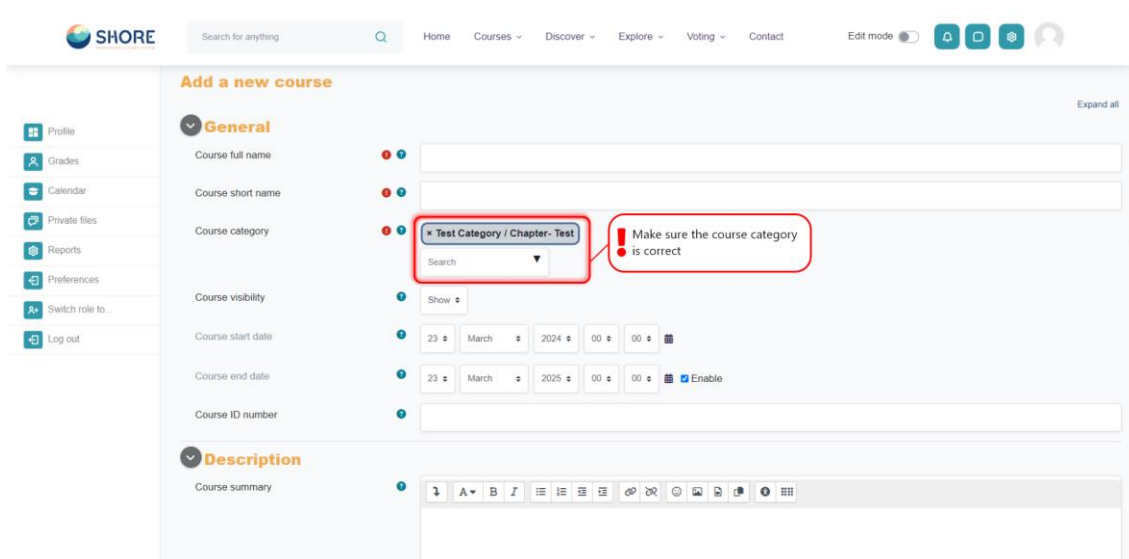 SHORE
Search for anything
Home Courses Discover Explore Voting Contact
Edit mode
Add a new course
Expand all
Profile
Grades
Calendar
Private files
Reports
Preferences
Switch role to...
Log out
General
Course full name
Course short name
Course category
× Test Category / Chapter- Test
Search
Make sure the course category
is correct
Course visibility
Show
Course start date
23 March 2024 00 00
Course end date
23 March 2025 00 00 Enable
Course ID number
Description
Course summary
A B I